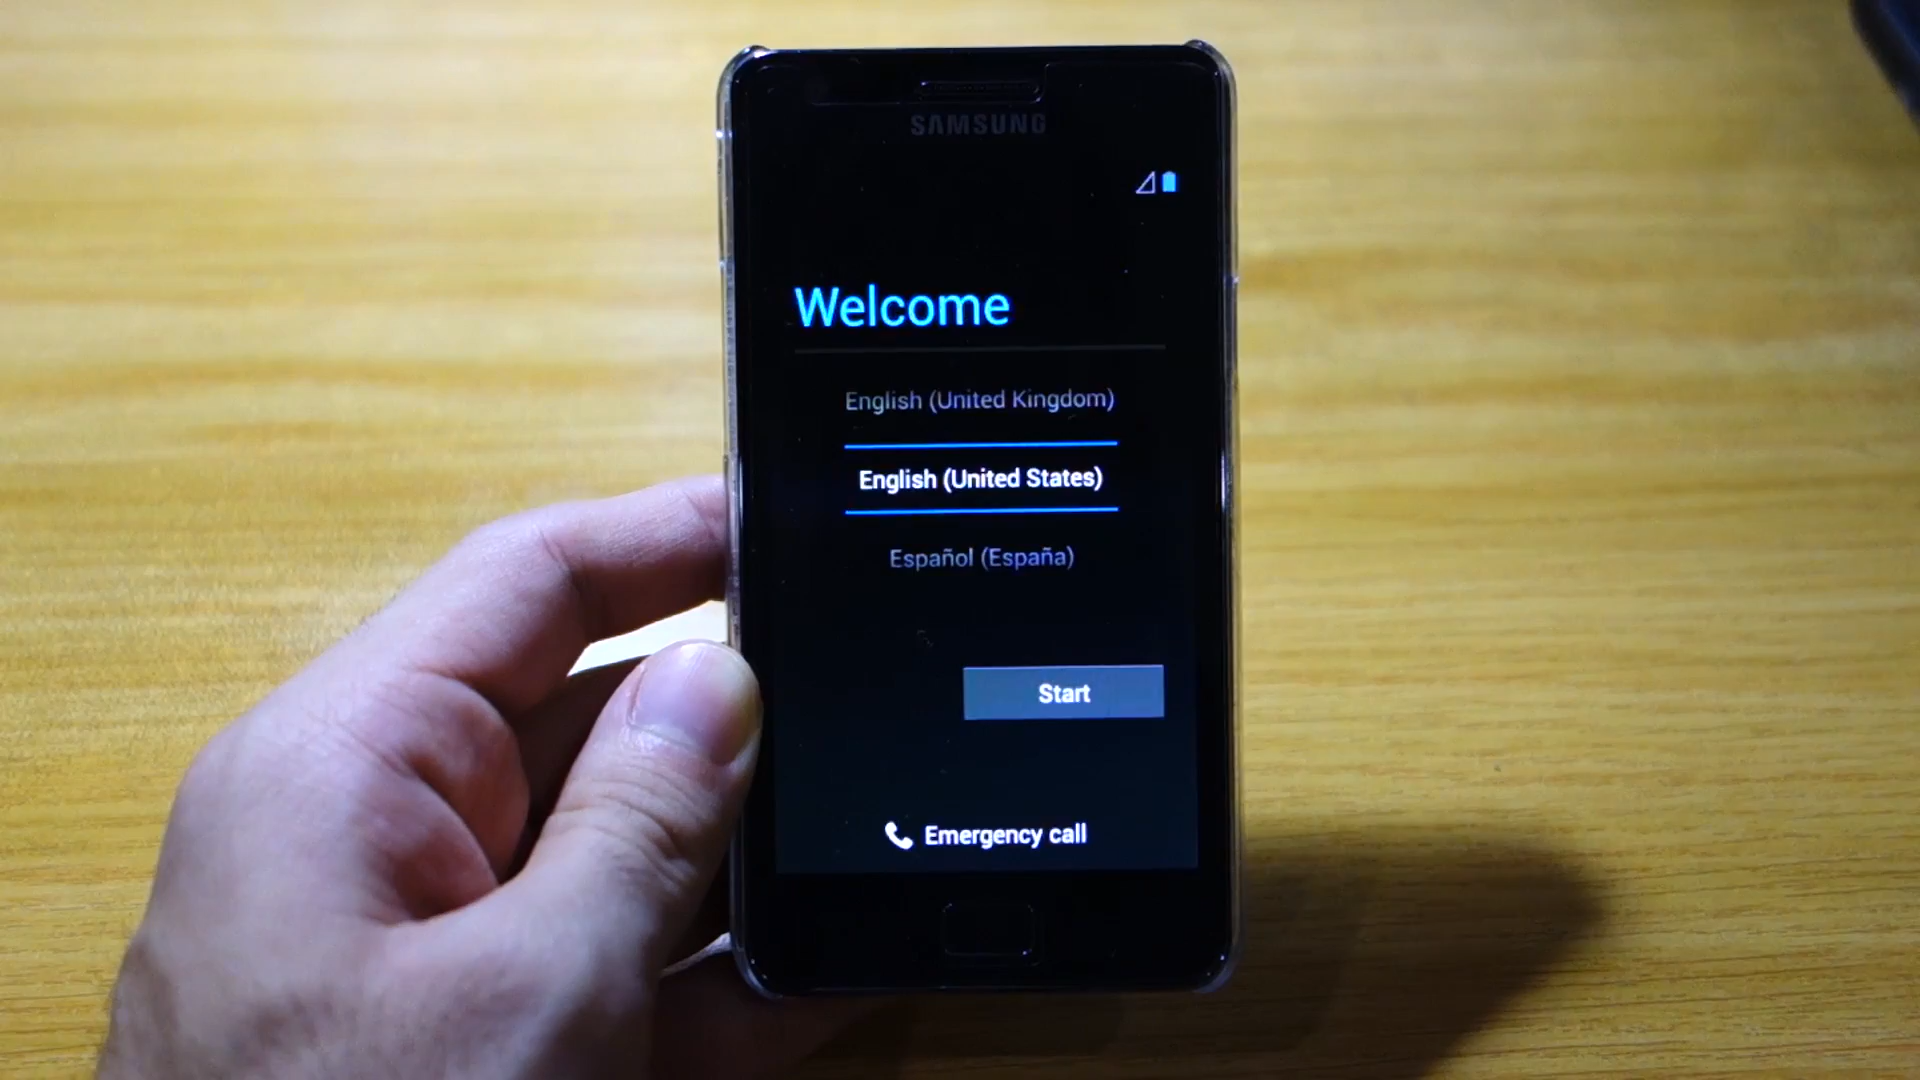 SAMSUNG
Welcome
English (United Kingdom)
English (United States)
Español (España)
Start
Emergency call